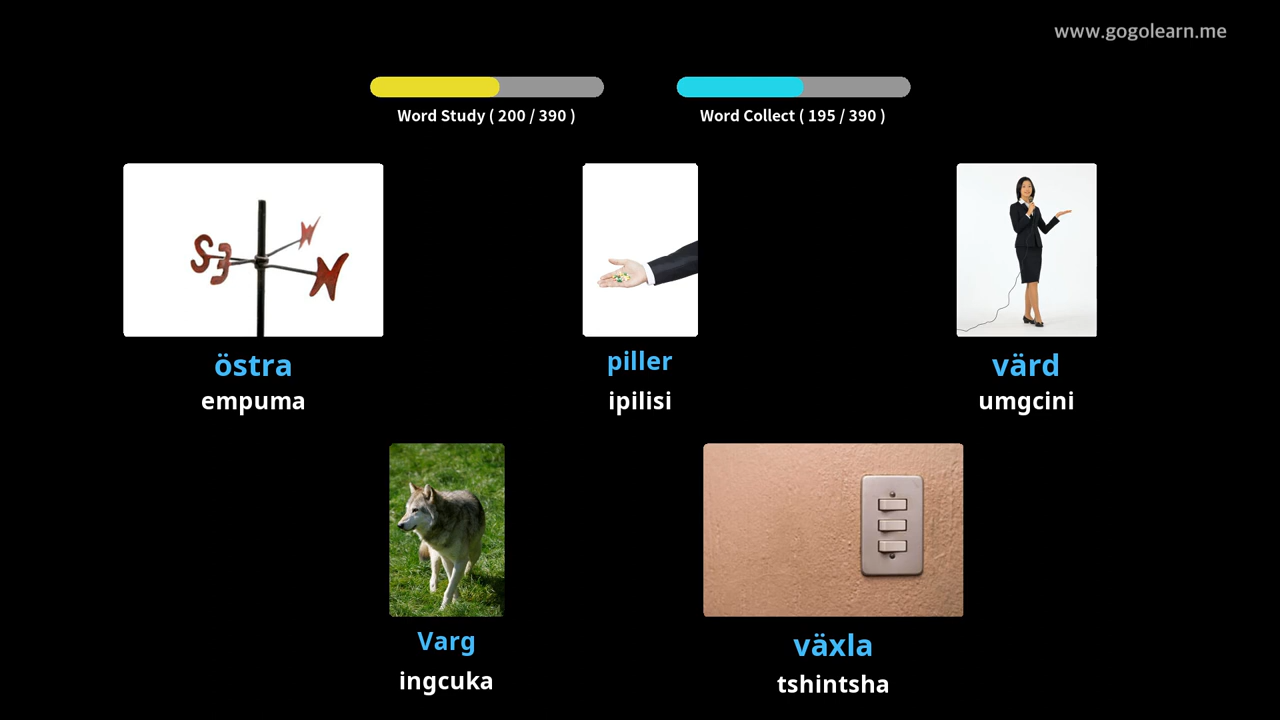 www.gogolearn.me
Word Study ( 200 / 390 )
Word Collect ( 195 / 390 )
östra
empuma
piller
ipilisi
värd
umgcini
Varg
ingcuka
växla
tshintsha